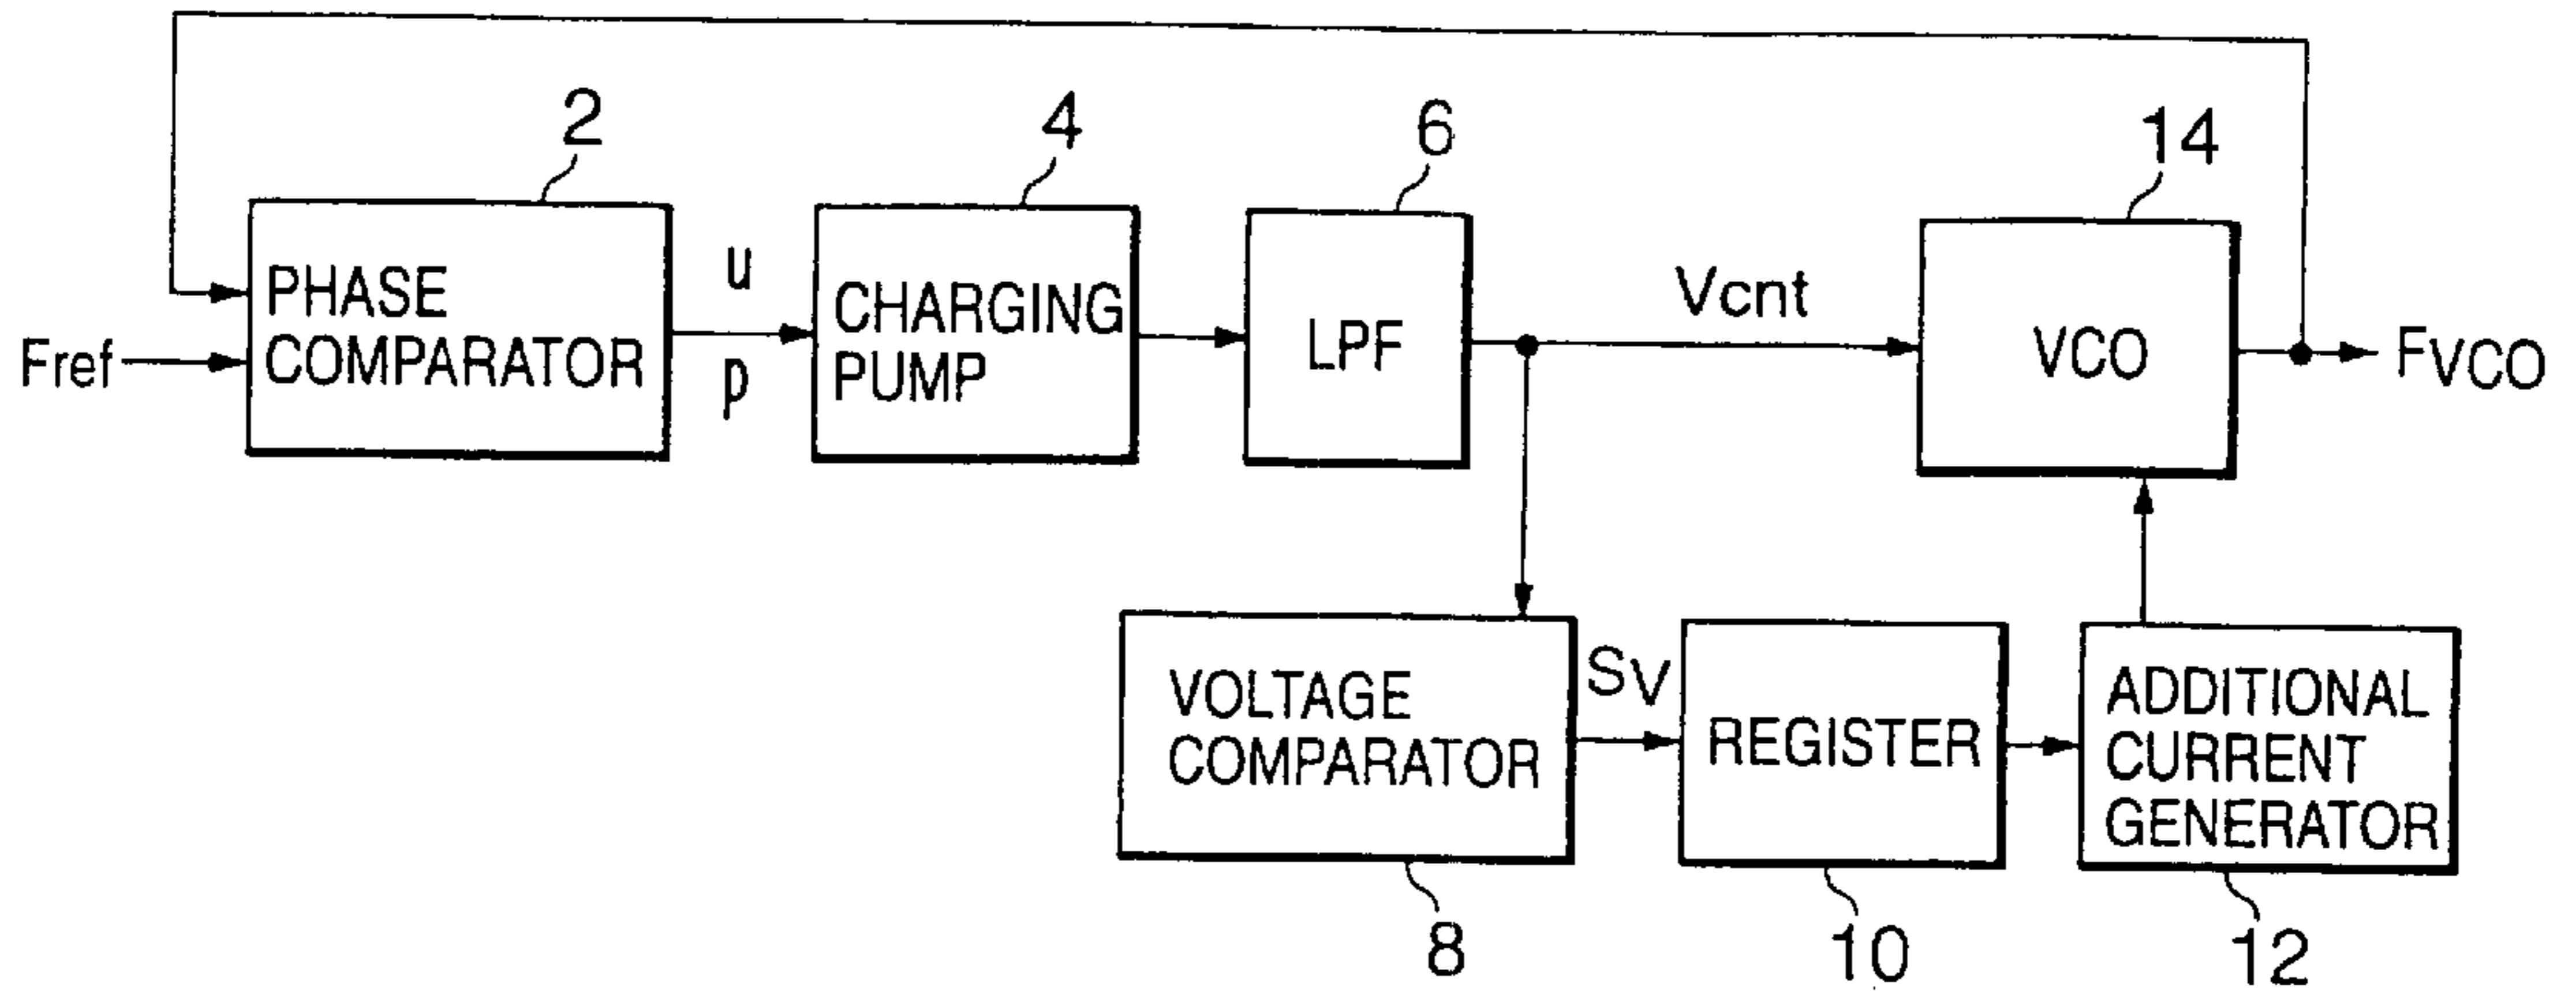 2
4
6
14
PHASE
COMPARATOR
u
p
CHARGING
PUMP
LPF
Vcnt
VCO
Fref
FVCO
VOLTAGE
COMPARATOR
SV
REGISTER
ADDITIONAL
CURRENT
GENERATOR
8
10
12